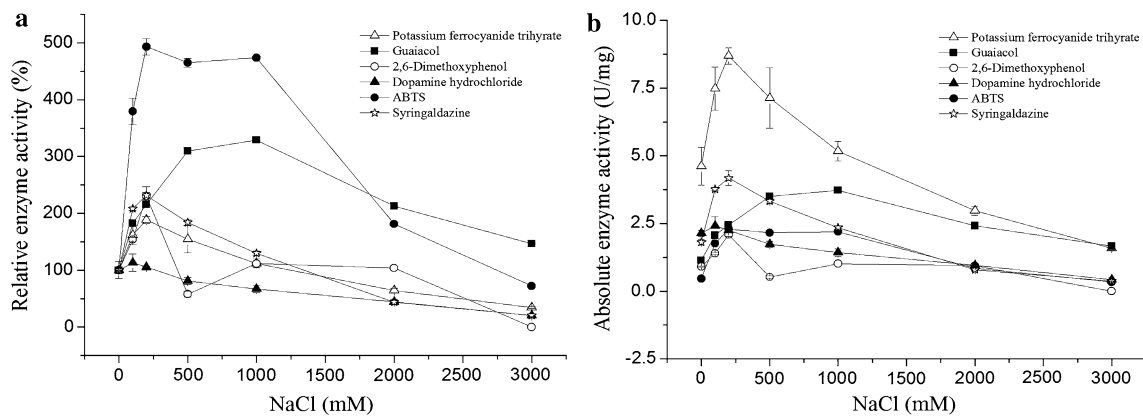 a
Relative enzyme activity (%)
500
400
300
200
100
0
Potassium ferrocyanide trihyrate
Guaiacol
2,6-Dimethoxyphenol
Dopamine hydrochloride
ABTS
Syringaldazine
0 500 1000 1500 2000 2500 3000
NaCl (mM)
b
Absolute enzyme activity (U/mg)
7.5
5.0
2.5
0.0
-2.5
Potassium ferrocyanide trihyrate
Guaiacol
2,6-Dimethoxyphenol
Dopamine hydrochloride
ABTS
Syringaldazine
0 500 1000 1500 2000 2500 3000
NaCl (mM)